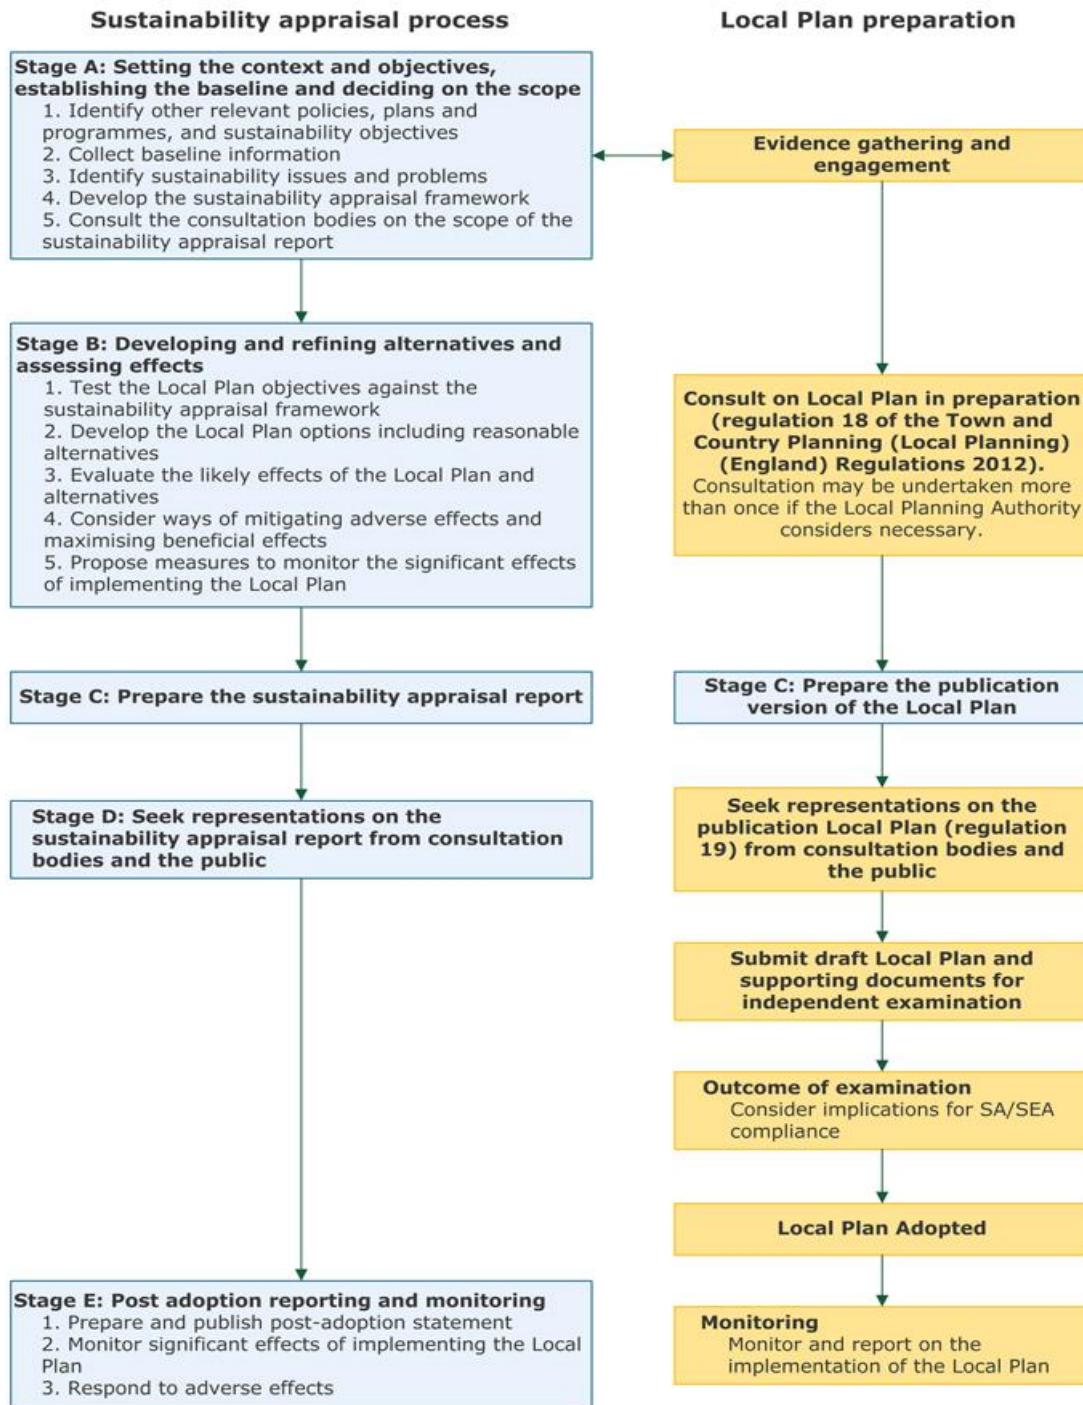 Sustainability appraisal process
Local Plan preparation
Stage A: Setting the context and objectives,
establishing the baseline and deciding on the scope
1. Identify other relevant policies, plans and
programmes, and sustainability objectives
2. Collect baseline information
3. Identify sustainability issues and problems
4. Develop the sustainability appraisal framework
5. Consult the consultation bodies on the scope of the
sustainability appraisal report
Evidence gathering and
engagement
Stage B: Developing and refining alternatives and
assessing effects
1. Test the Local Plan objectives against the
sustainability appraisal framework
2. Develop the Local Plan options including reasonable
alternatives
3. Evaluate the likely effects of the Local Plan and
alternatives
4. Consider ways of mitigating adverse effects and
maximising beneficial effects
5. Propose measures to monitor the significant effects
of implementing the Local Plan
Consult on Local Plan in preparation
(regulation 18 of the Town and
Country Planning (Local Planning)
(England) Regulations 2012).
Consultation may be undertaken more
than once if the Local Planning Authority
considers necessary.
Stage C: Prepare the sustainability appraisal report
Stage C: Prepare the publication
version of the Local Plan
Stage D: Seek representations on the
sustainability appraisal report from consultation
bodies and the public
Seek representations on the
publication Local Plan (regulation
19) from consultation bodies and
the public
Submit draft Local Plan and
supporting documents for
independent examination
Outcome of examination
Consider implications for SA/SEA
compliance
Local Plan Adopted
Stage E: Post adoption reporting and monitoring
1. Prepare and publish post-adoption statement
2. Monitor significant effects of implementing the Local
Plan
3. Respond to adverse effects
Monitoring
Monitor and report on the
implementation of the Local Plan